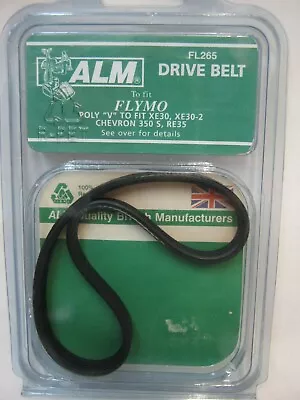 FL265
ALM
DRIVE BELT
To fit
FLYMO
POLY "V" TO FIT XE30, XE30-2
CHEVRON 350 S, RE35
See over for details
100%
Quality British Manufacturers